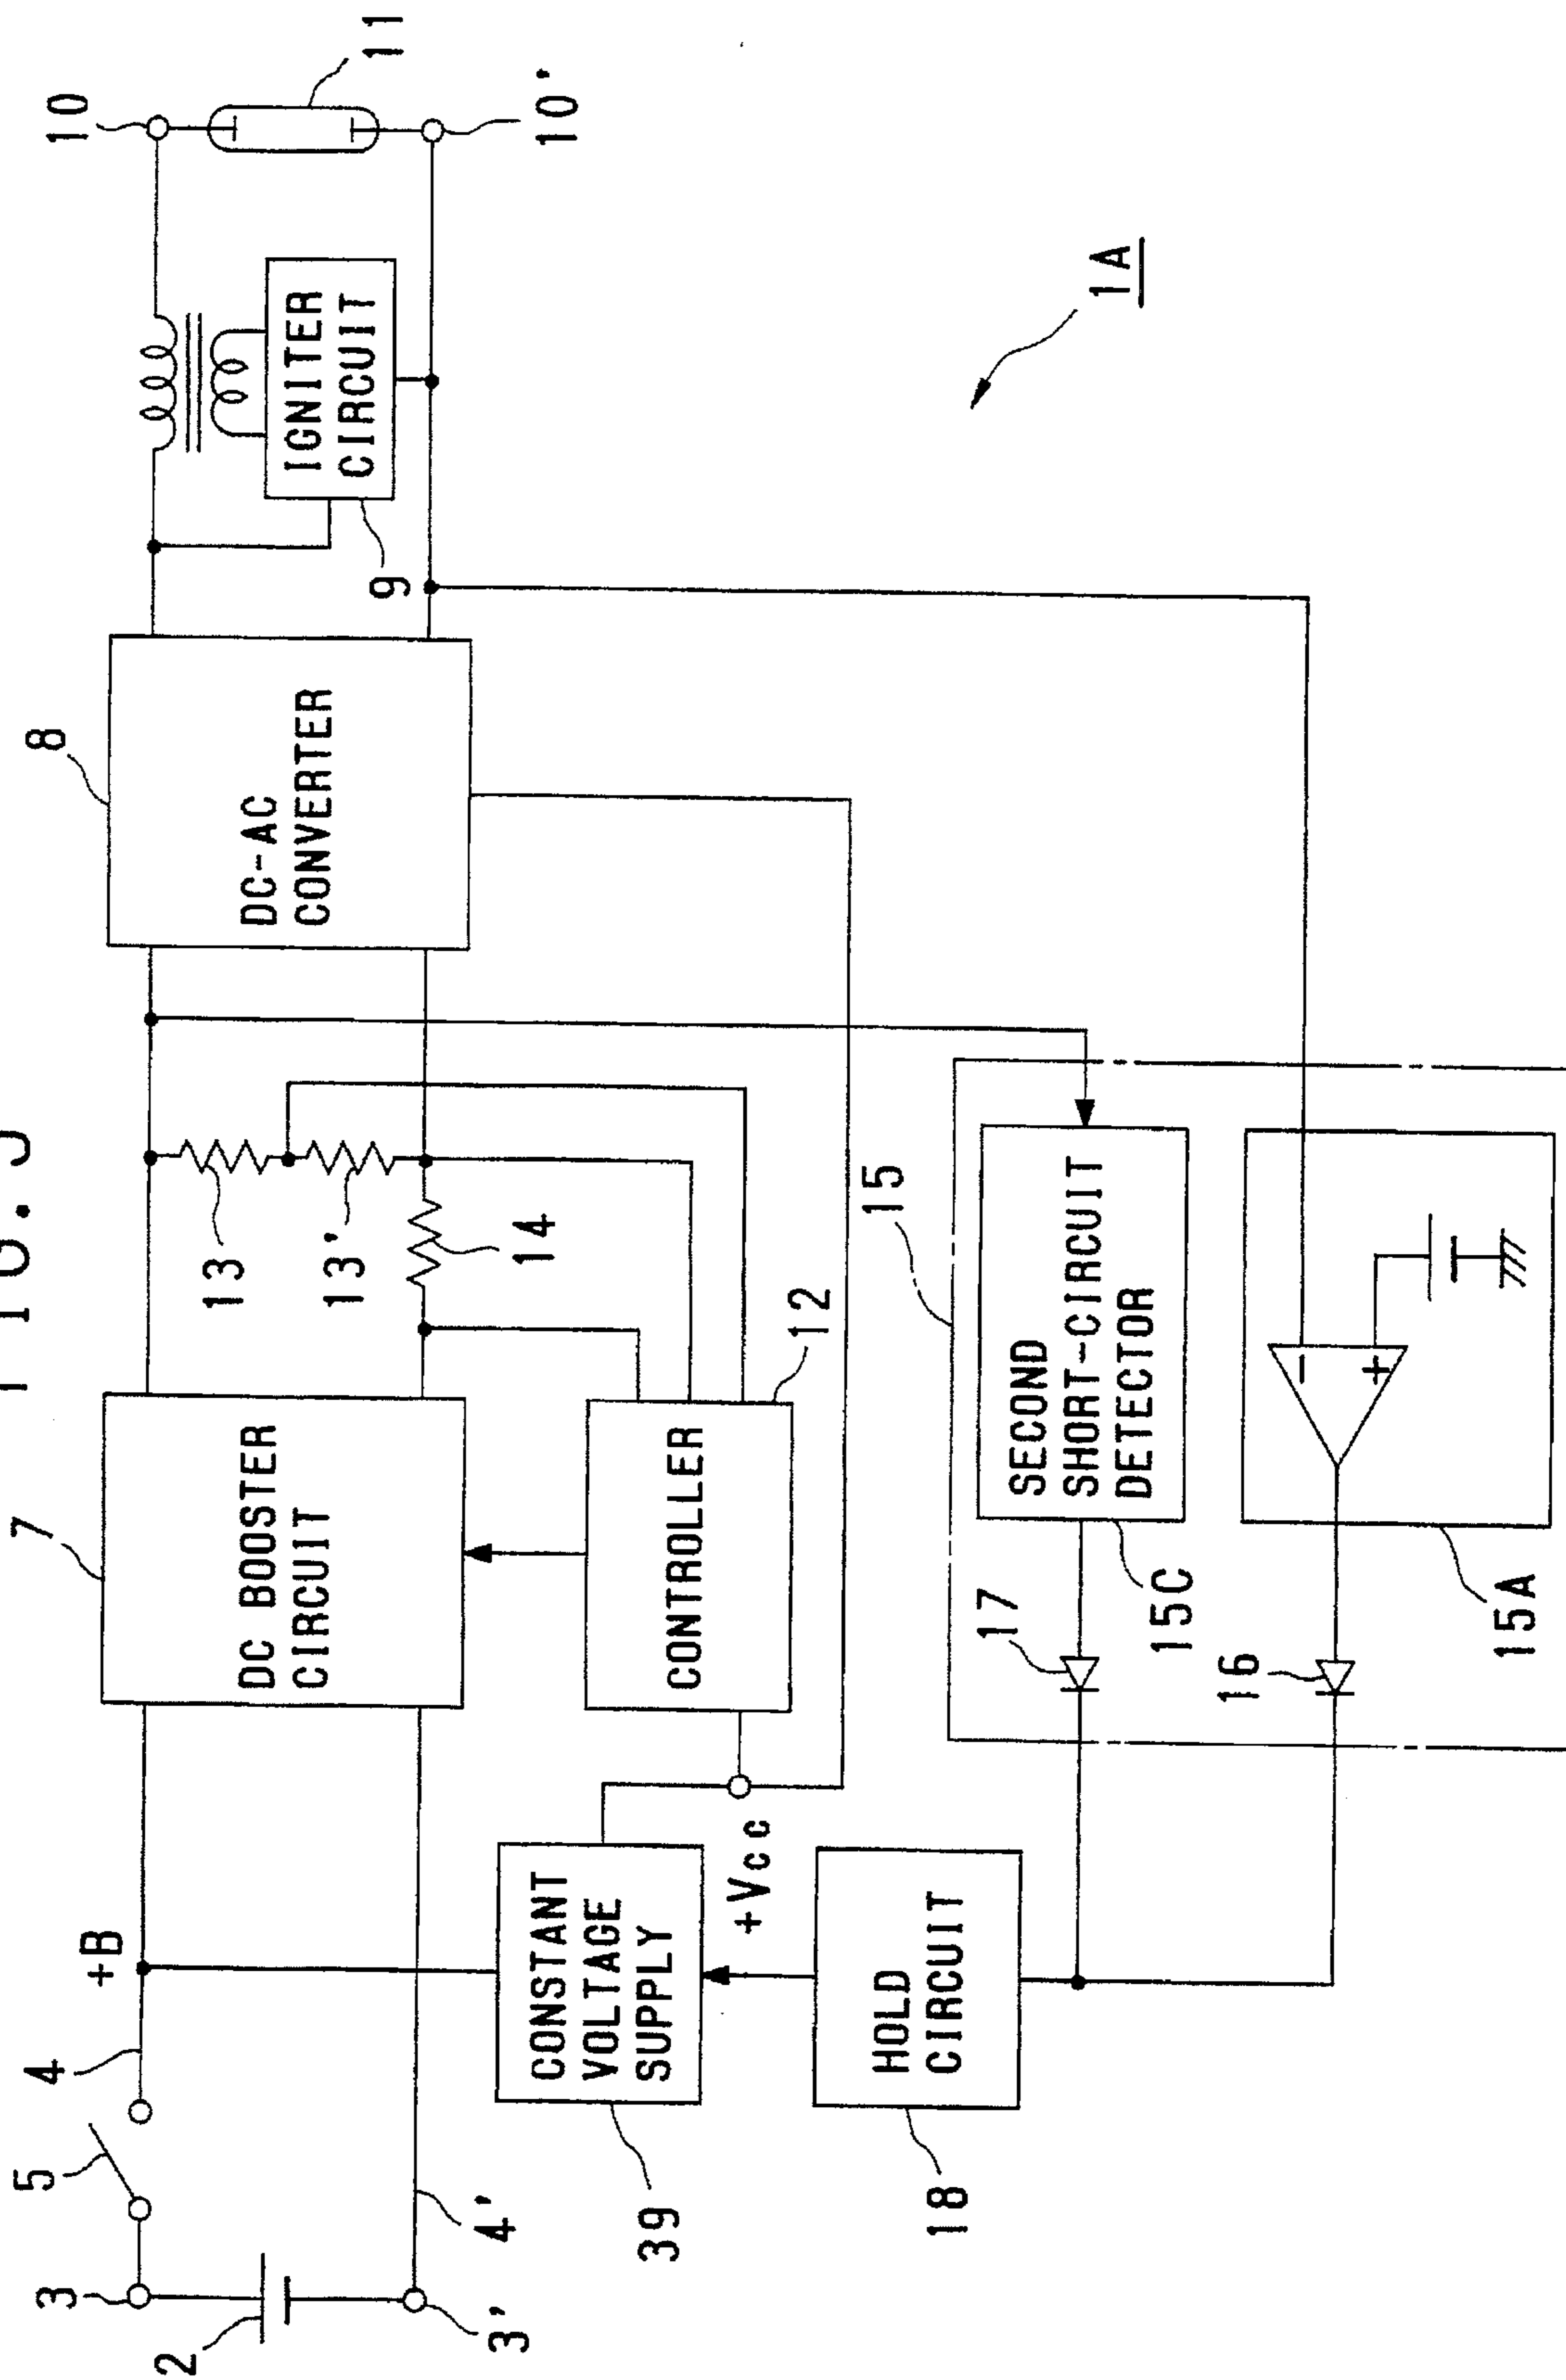 FIG. 5
10
11
10'
8
IGNITER
CIRCUIT
9
DC-AC
CONVERTER
1A
7
DC BOOSTER
CIRCUIT
13
13'
14
12
CONTROLLER
15
SECOND
SHORT-CIRCUIT
DETECTOR
15C
17
-
+
15A
16
+B
4
5
3
2
3'
4'
CONSTANT
VOLTAGE
SUPPLY
39
+Vcc
HOLD
CIRCUIT
18